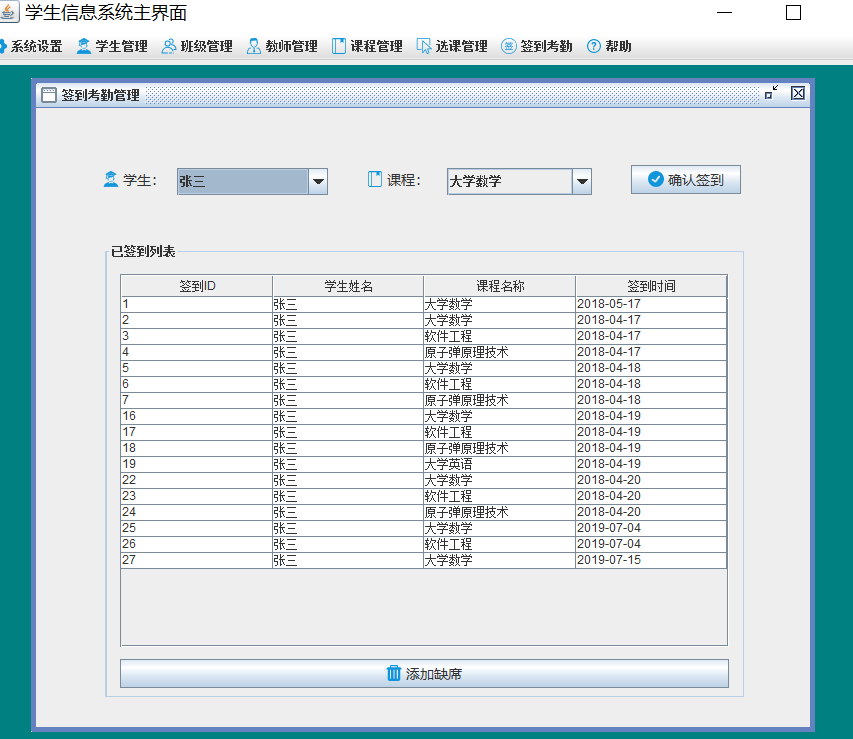 学生信息系统主界面
系统设置 学生管理 班级管理 教师管理 课程管理 选课管理 签到考勤 帮助
签到考勤管理
学生： 张三 课程： 大学数学 确认签到
已签到列表
签到ID 学生姓名 课程名称 签到时间
1 张三 大学数学 2018-05-17
2 张三 大学数学 2018-04-17
3 张三 软件工程 2018-04-17
4 张三 原子弹原理技术 2018-04-17
5 张三 大学数学 2018-04-18
6 张三 软件工程 2018-04-18
7 张三 原子弹原理技术 2018-04-18
16 张三 大学数学 2018-04-19
17 张三 软件工程 2018-04-19
18 张三 原子弹原理技术 2018-04-19
19 张三 大学英语 2018-04-19
22 张三 大学数学 2018-04-20
23 张三 软件工程 2018-04-20
24 张三 原子弹原理技术 2018-04-20
25 张三 大学数学 2019-07-04
26 张三 软件工程 2019-07-04
27 张三 大学数学 2019-07-15
添加缺席